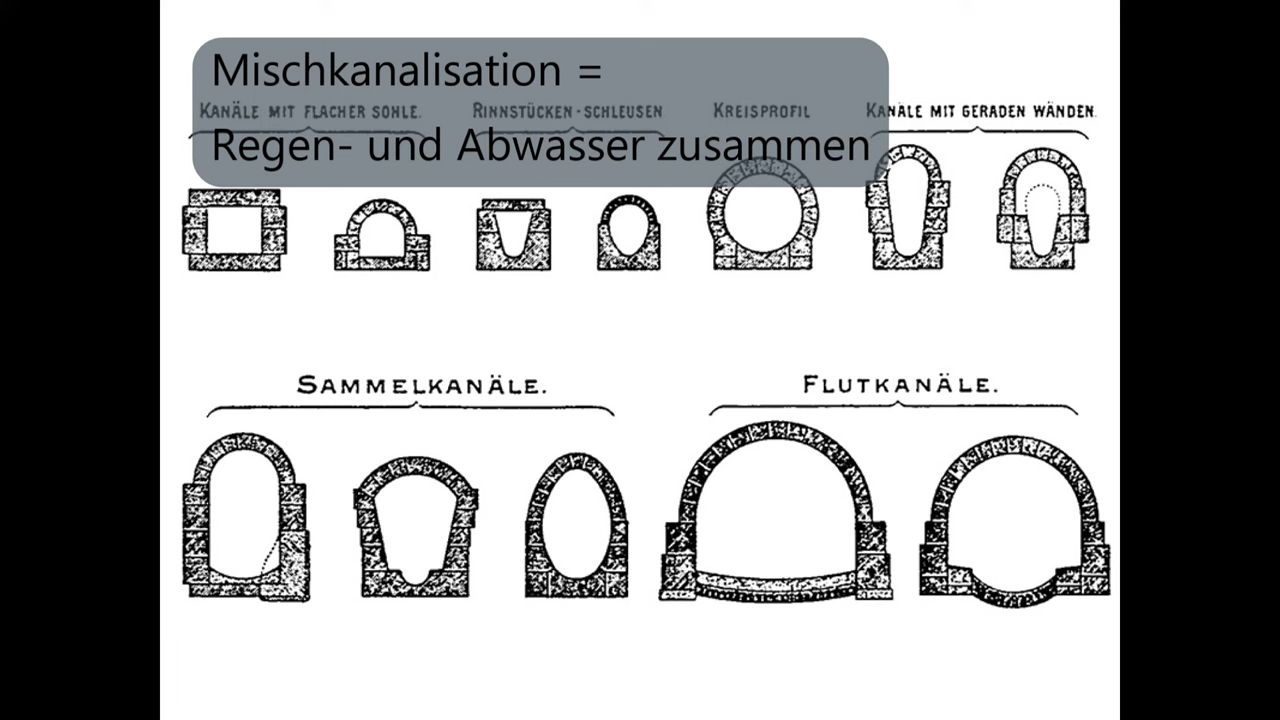 Mischkanalisation =
KANÄLE MIT FLACHER SOHLE. RINNSTÜCKEN-SCHLEUSEN KREISPROFIL KANÄLE MIT GERADEN WÄNDEN.
Regen- und Abwasser zusammen
SAMMELKANÄLE. FLUTKANÄLE.